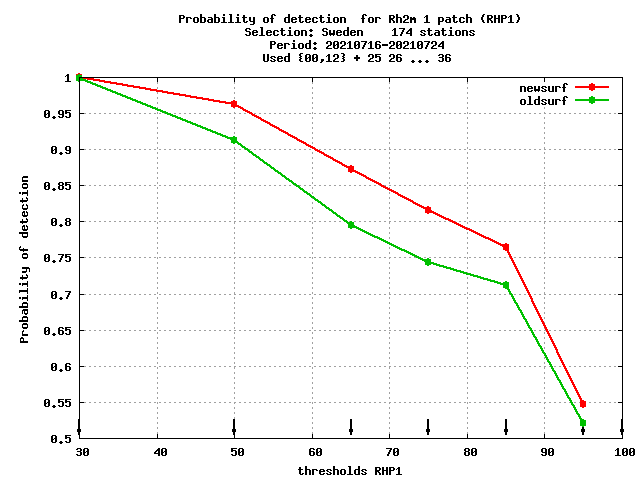 Probability of detection  for Rh2m 1 patch (RHP1)
Selection: Sweden    174 stations
Period: 20210716-20210724
Used {00,12} + 25 26 ... 36
newsurf
oldsurf
Probability of detection
1
0.95
0.9
0.85
0.8
0.75
0.7
0.65
0.6
0.55
0.5
30 40 50 60 70 80 90 100
thresholds RHP1